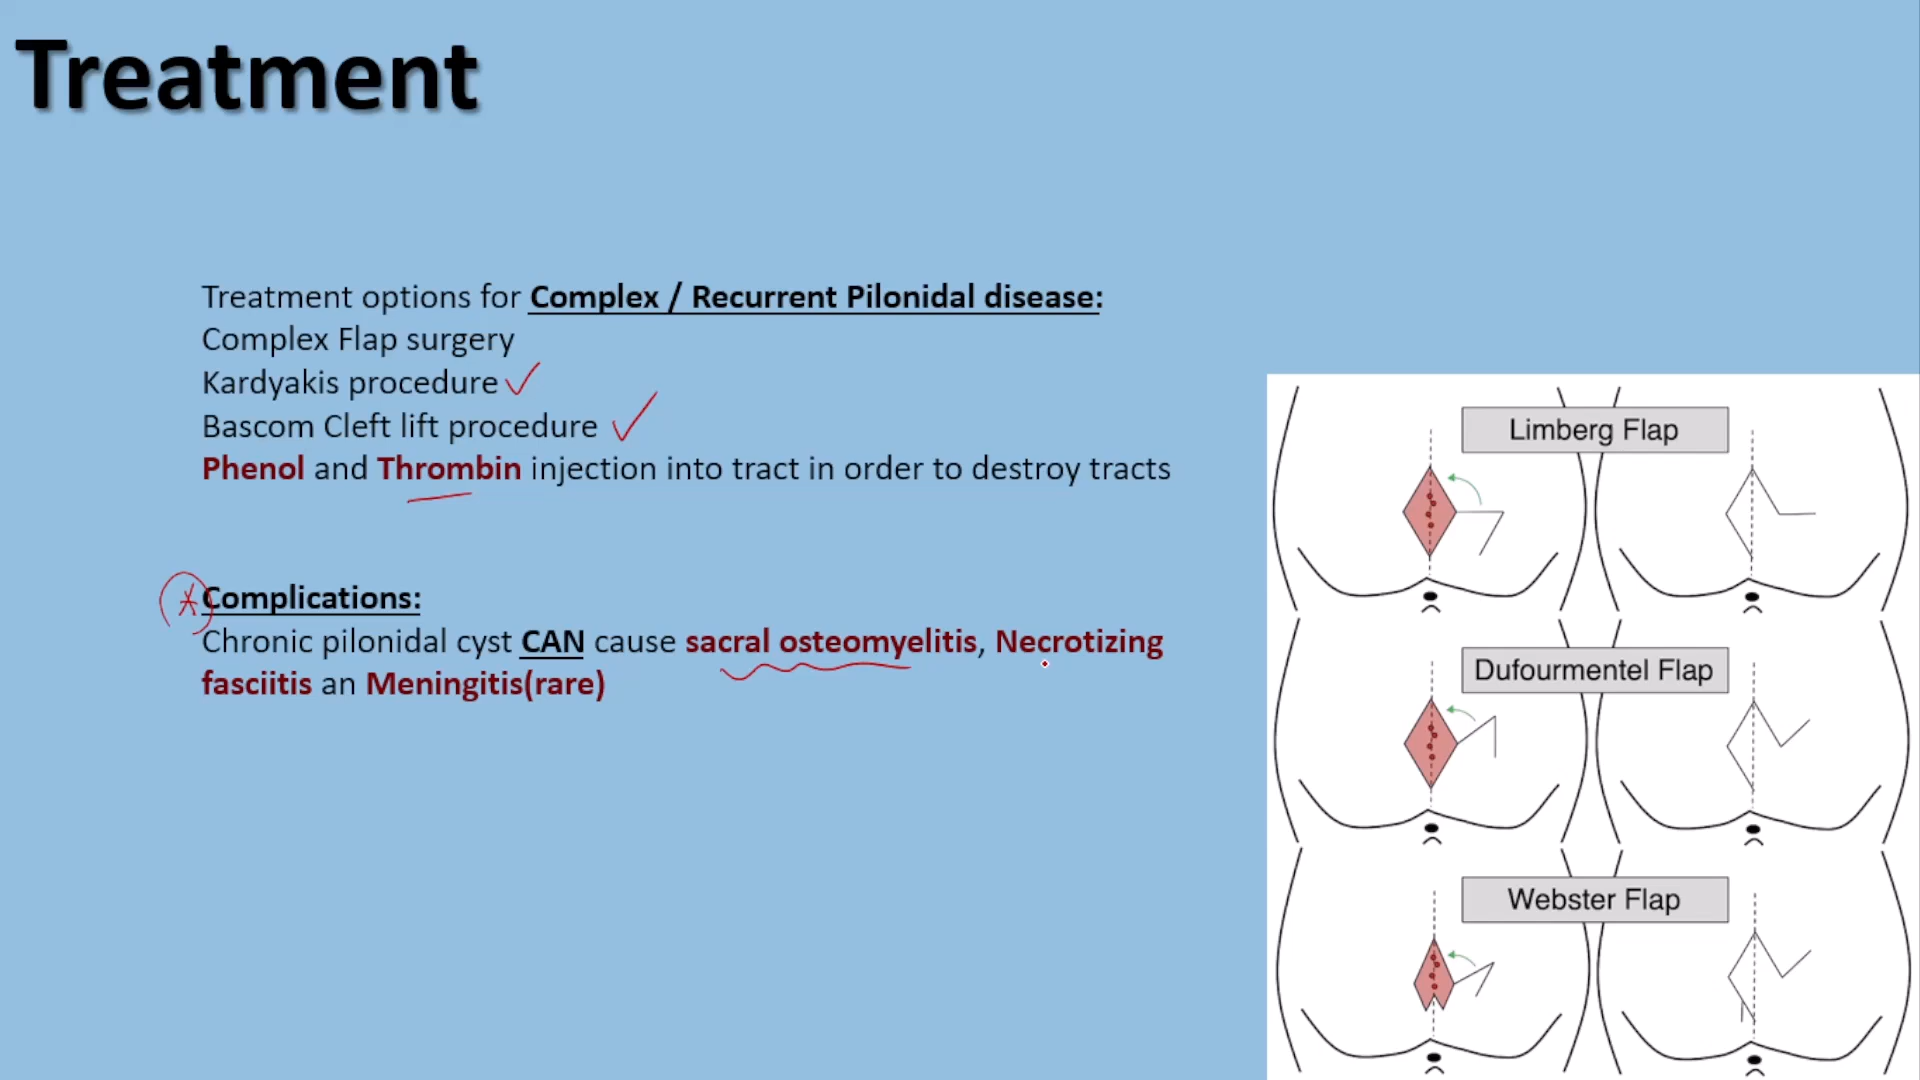 Treatment
Treatment options for Complex / Recurrent Pilonidal disease:
Complex Flap surgery
Kardyakis procedure
Bascom Cleft lift procedure
Phenol and Thrombin injection into tract in order to destroy tracts
Complications:
Chronic pilonidal cyst CAN cause sacral osteomyelitis, Necrotizing
fasciitis an Meningitis(rare)
Limberg Flap
Dufourmentel Flap
Webster Flap